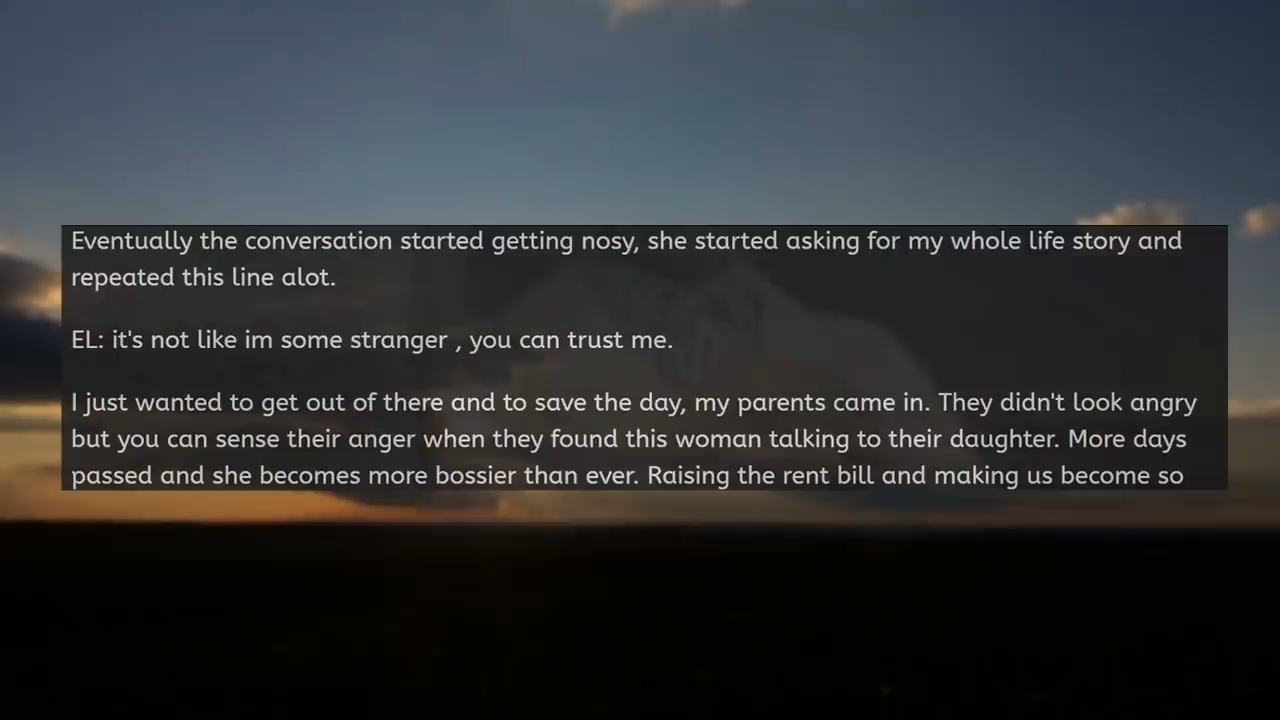 Eventually the conversation started getting nosy, she started asking for my whole life story and
repeated this line alot.
EL: it's not like im some stranger , you can trust me.
I just wanted to get out of there and to save the day, my parents came in. They didn't look angry
but you can sense their anger when they found this woman talking to their daughter. More days
passed and she becomes more bossier than ever. Raising the rent bill and making us become so